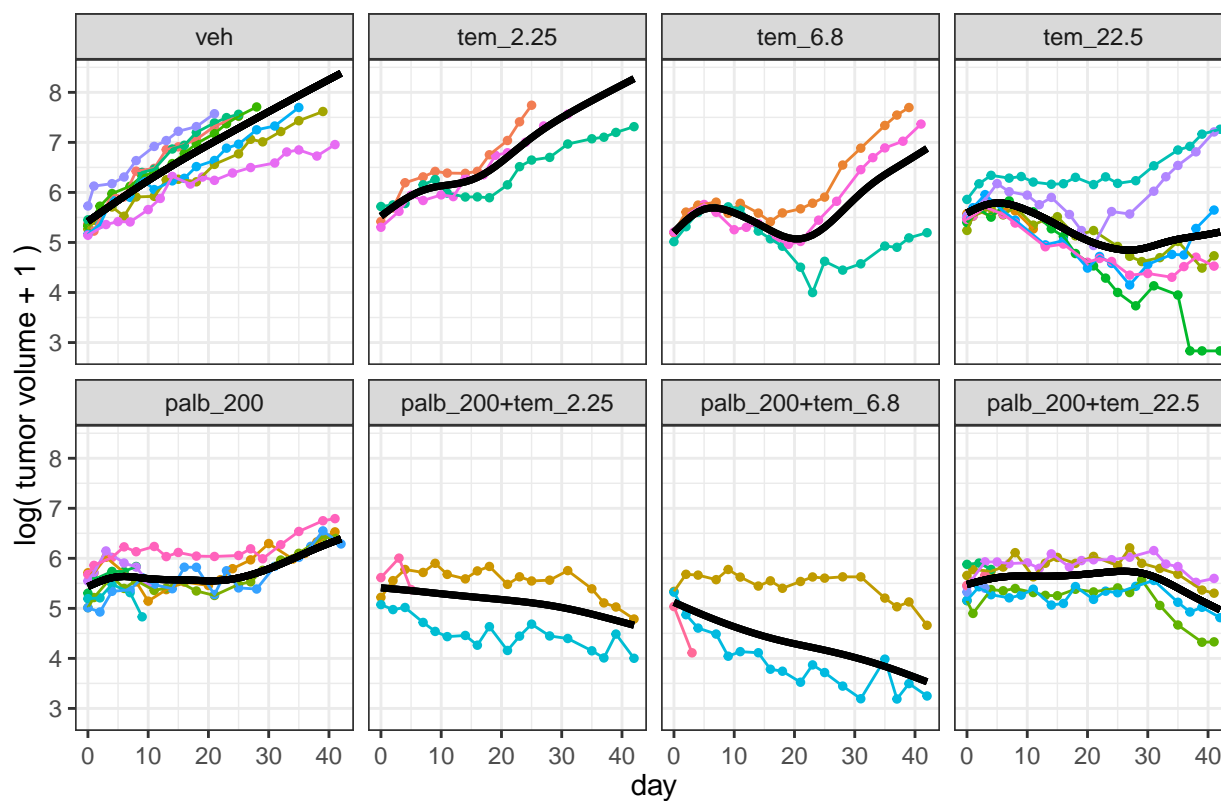 veh tem_2.25 tem_6.8 tem_22.5
8
7
6
5
4
3
palb_200 palb_200+tem_2.25 palb_200+tem_6.8 palb_200+tem_22.5
8
7
6
5
4
3
0 10 20 30 40 0 10 20 30 40 0 10 20 30 40 0 10 20 30 40
day
log( tumor volume + 1 )